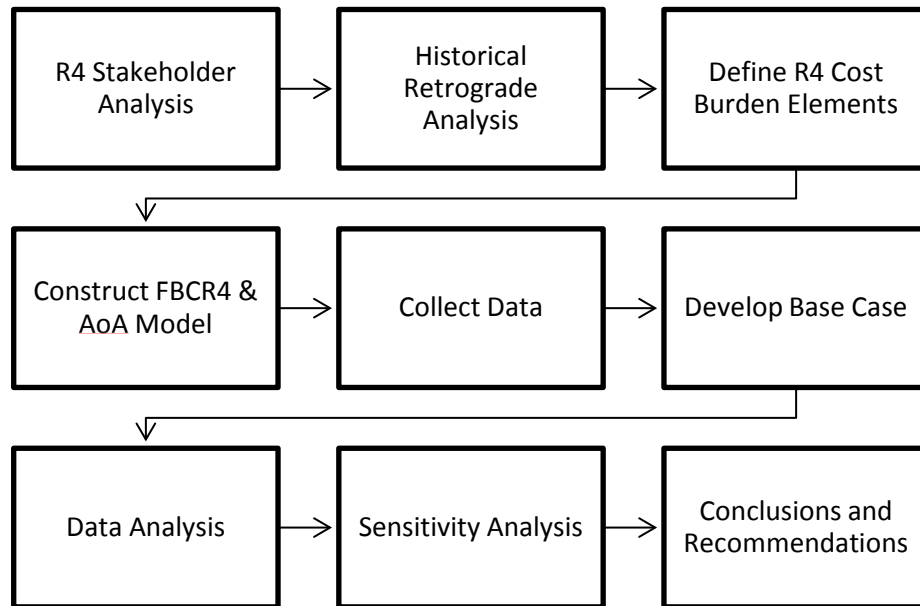 R4 Stakeholder
Analysis
Historical
Retrograde
Analysis
Define R4 Cost
Burden Elements
Construct FBCR4 &
AoA Model
Collect Data
Develop Base Case
Data Analysis
Sensitivity Analysis
Conclusions and
Recommendations